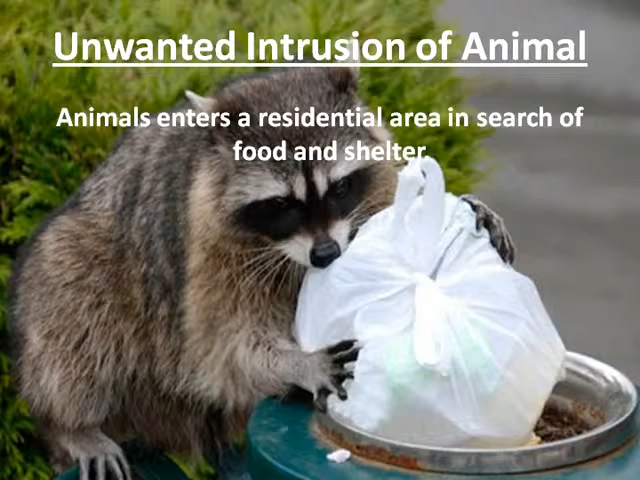 Unwanted Intrusion of Animal
Animals enters a residential area in search of
food and shelter